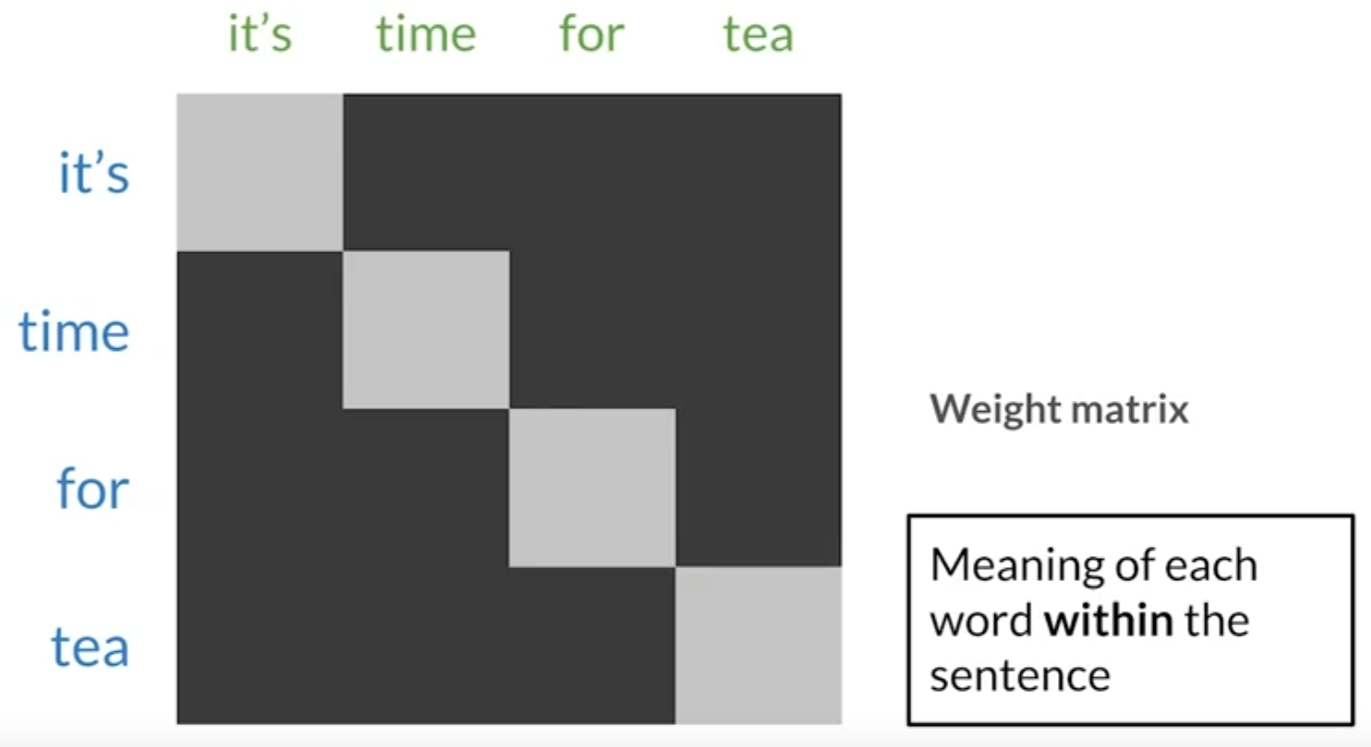 it’s time for tea
it’s
time
for
tea
Weight matrix
Meaning of each
word within the
sentence